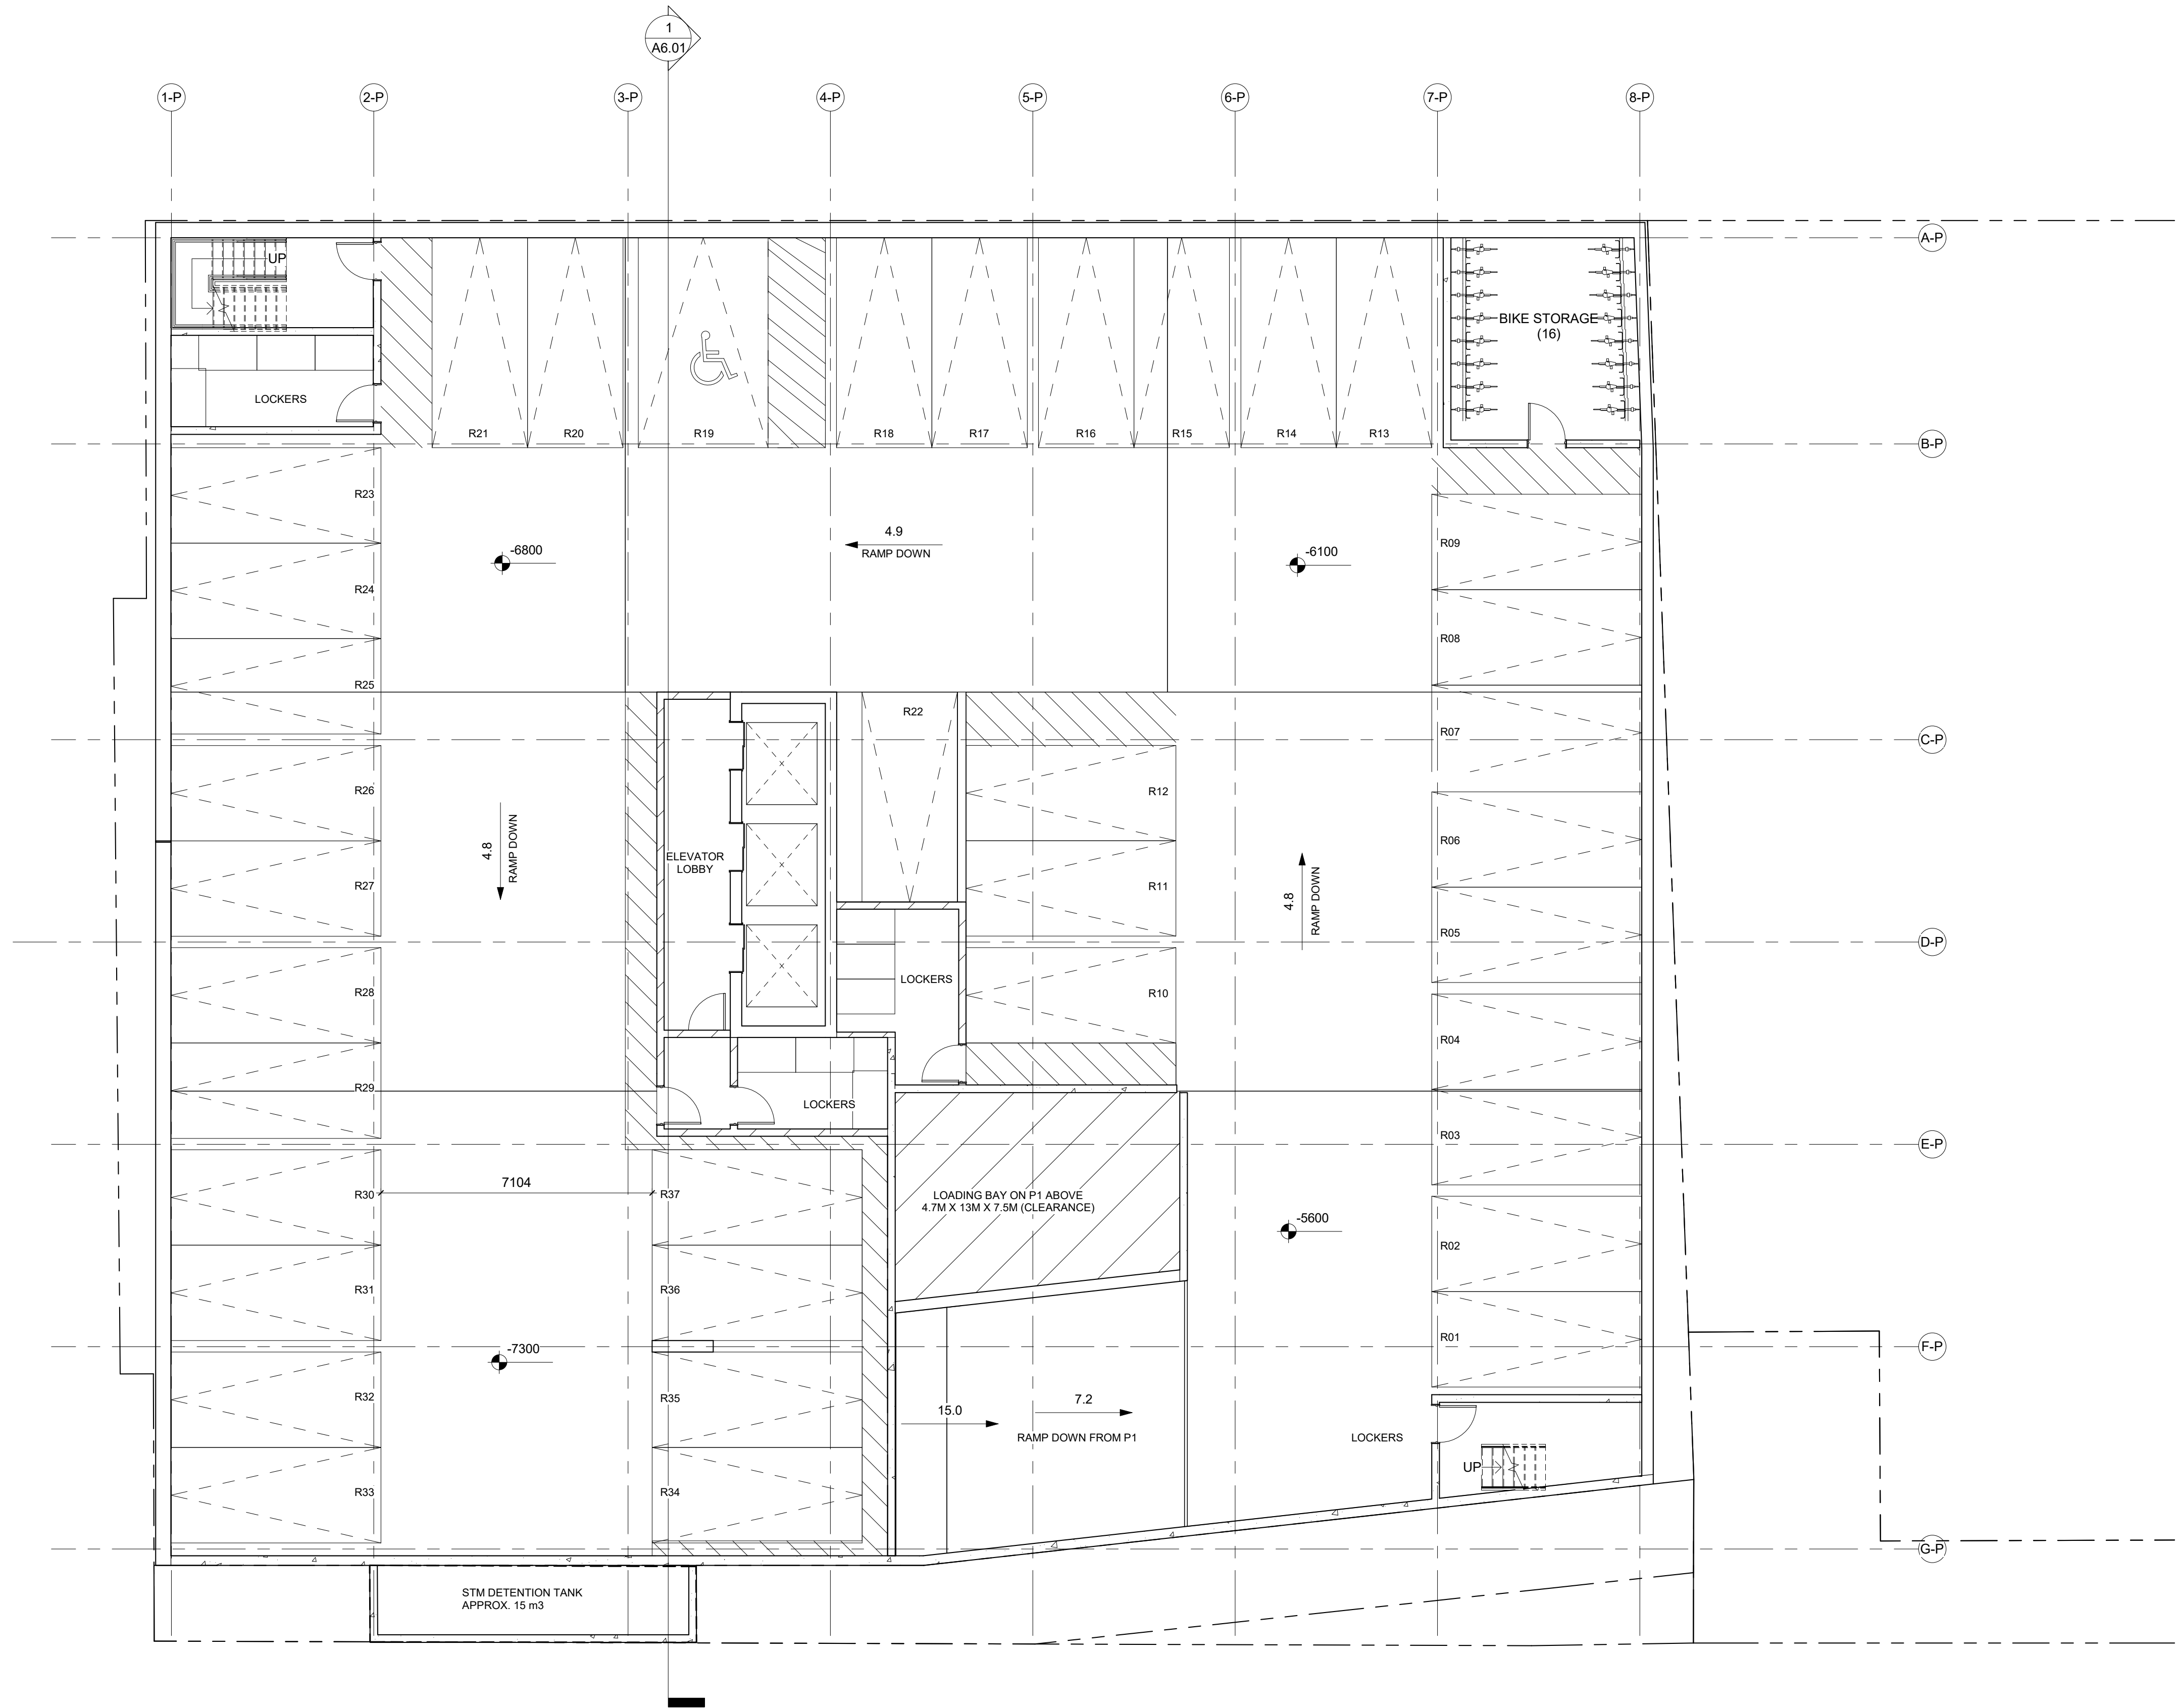 1
A6.01
1-P
2-P
3-P
4-P
5-P
6-P
7-P
8-P
A-P
UP
BIKE STORAGE
(16)
LOCKERS
R21
R20
R19
R18
R17
R16
R15
R14
R13
B-P
R23
4.9
RAMP DOWN
-6800
-6100
R09
R24
R08
R25
R22
R07
C-P
R26
R12
4.8
RAMP DOWN
R06
ELEVATOR
LOBBY
R27
R11
4.8
RAMP DOWN
R05
D-P
LOCKERS
R28
R10
R04
R29
LOCKERS
R03
E-P
7104
R30
R37
LOADING BAY ON P1 ABOVE
4.7M X 13M X 7.5M (CLEARANCE)
-5600
R02
R31
R36
R01
F-P
-7300
R32
R35
15.0
7.2
RAMP DOWN FROM P1
LOCKERS
UP
R33
R34
G-P
STM DETENTION TANK
APPROX. 15 m3